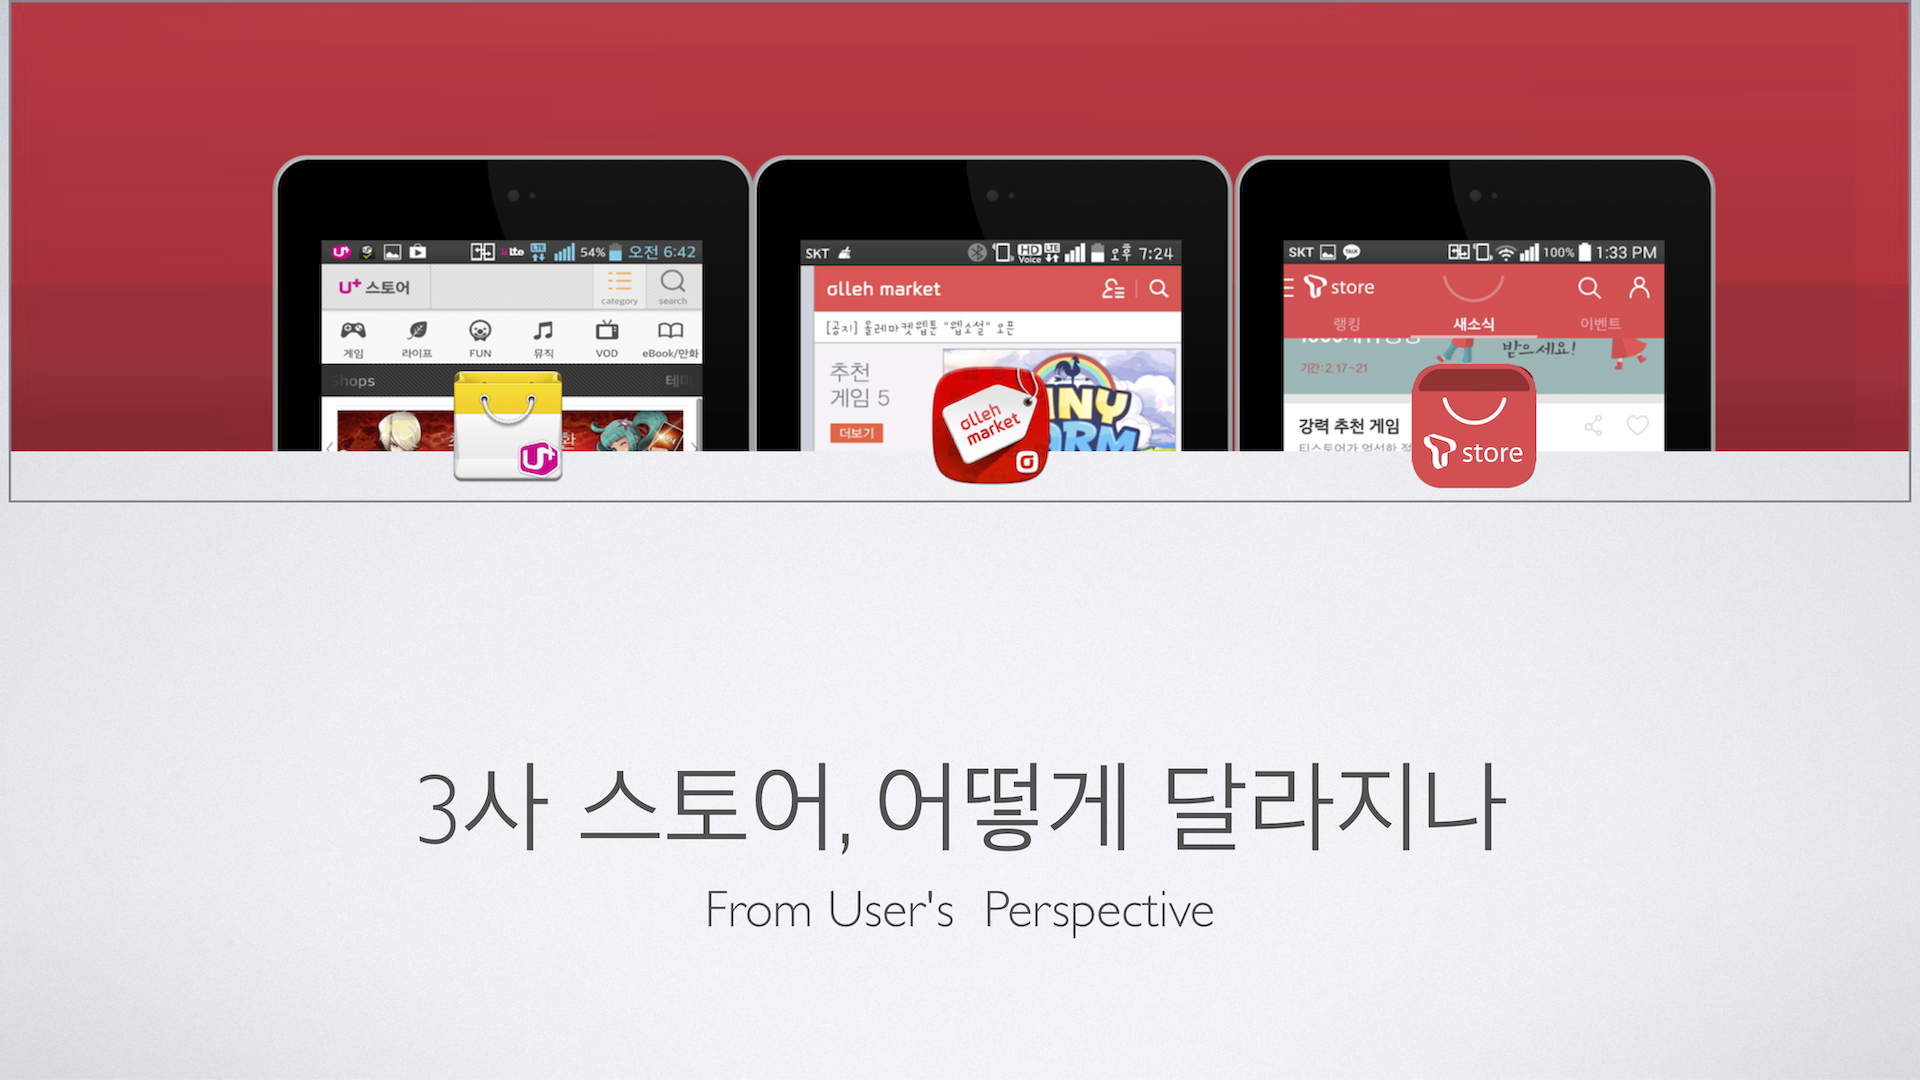 54% 오전 6:42
U+ 스토어
category
search
게임 라이프 FUN 뮤직 VOD eBook/만화
Shops
U+
SKT HD Voice LTE 오후 7:24
olleh market
[공지] 올레마켓웹툰 "웹소설" 오픈
추천
게임 5
더보기
olleh
market
SKT TALK 100% 1:33 PM
T store
랭킹 새소식 이벤트
받으세요!
기간: 2. 17~21
강력 추천 게임
T store
3사 스토어, 어떻게 달라지나
From User's Perspective